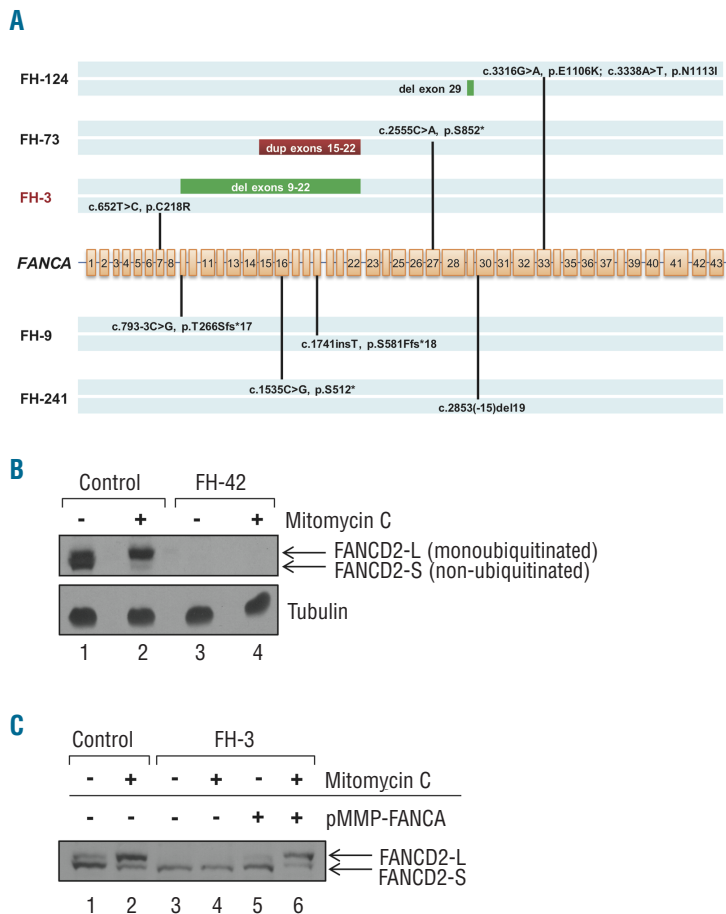 A
FH-124
c.3316G>A, p.E1106K; c.3338A>T, p.N1113I
del exon 29
FH-73
c.2555C>A, p.S852*
dup exons 15-22
FH-3
del exons 9-22
c.652T>C, p.C218R
FANCA 1 2 3 4 5 6 7 8 11 13 14 15 16 22 23 25 26 27 28 30 31 32 33 35 36 37 39 40 41 42 43
FH-9
c.793-3C>G, p.T266Sfs*17
c.1741insT, p.S581Ffs*18
FH-241
c.1535C>G, p.S512*
c.2853(-15)del19
B
Control FH-42
- + - + Mitomycin C
FANCD2-L (monoubiquitinated)
FANCD2-S (non-ubiquitinated)
Tubulin
1 2 3 4
C
Control FH-3
- + - + - + Mitomycin C
- - - - + + pMMP-FANCA
FANCD2-L
FANCD2-S
1 2 3 4 5 6